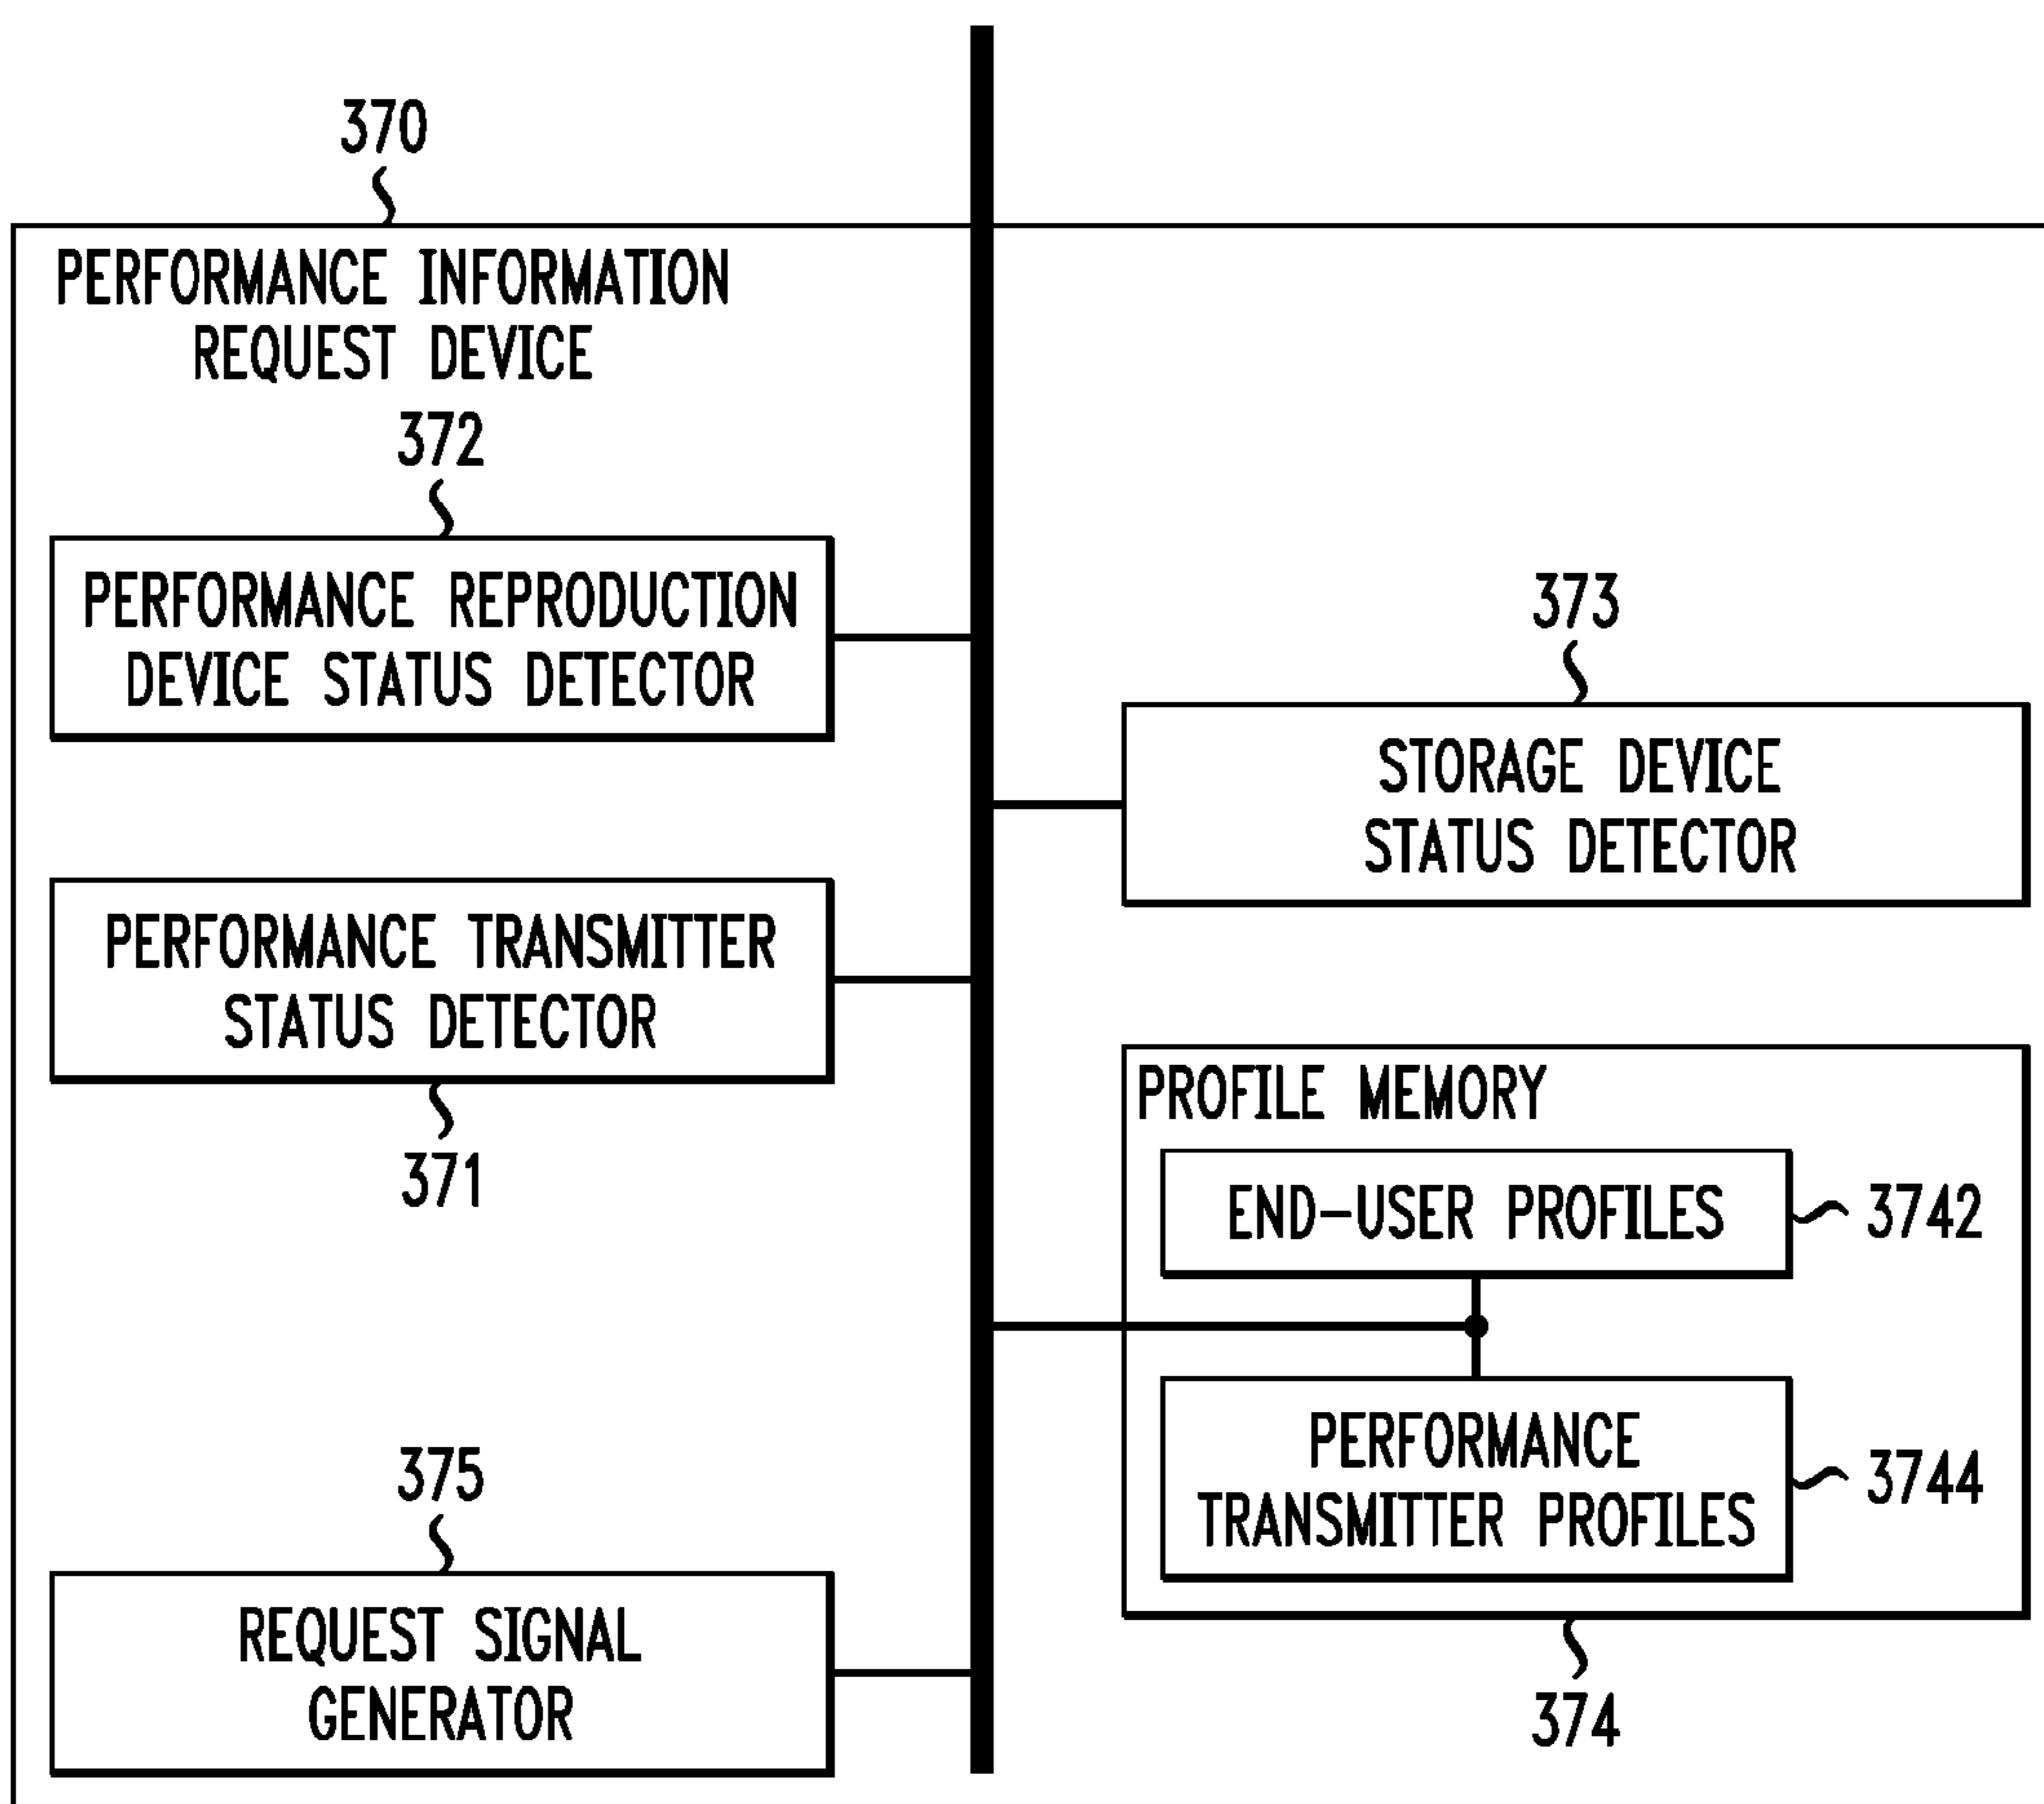 370
PERFORMANCE INFORMATION
REQUEST DEVICE
372
PERFORMANCE REPRODUCTION
DEVICE STATUS DETECTOR
373
STORAGE DEVICE
STATUS DETECTOR
PERFORMANCE TRANSMITTER
STATUS DETECTOR
371
PROFILE MEMORY
END-USER PROFILES
3742
PERFORMANCE
TRANSMITTER PROFILES
3744
374
375
REQUEST SIGNAL
GENERATOR